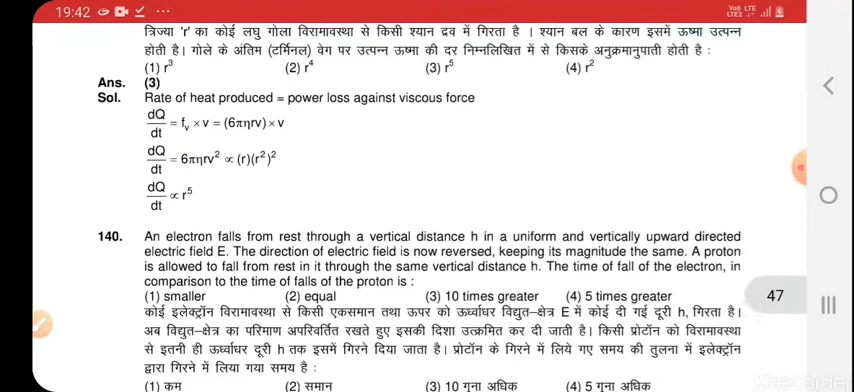 19:42
Vo)) LTE
LTE2
त्रिज्या 'r' का कोई लघु गोला विरामावस्था से किसी श्यान द्रव में गिरता है । श्यान बल के कारण इसमें ऊष्मा उत्पन्न
होती है। गोले के अंतिम (टर्मिनल) वेग पर उत्पन्न ऊष्मा की दर निम्नलिखित में से किसके अनुक्रमानुपाती होती है :
(1) r³ (2) r⁴ (3) r⁵ (4) r²
Ans. (3)
Sol. Rate of heat produced = power loss against viscous force
dQ/dt = fᵥ × v = (6πηrv) × v
dQ/dt = 6πηrv² ∝ (r)(r²)²
dQ/dt ∝ r⁵
140. An electron falls from rest through a vertical distance h in a uniform and vertically upward directed
electric field E. The direction of electric field is now reversed, keeping its magnitude the same. A proton
is allowed to fall from rest in it through the same vertical distance h. The time of fall of the electron, in
comparison to the time of falls of the proton is :
(1) smaller (2) equal (3) 10 times greater (4) 5 times greater
47
कोई इलेक्ट्रॉन विरामावस्था से किसी एकसमान तथा ऊपर को ऊर्ध्वाधर विद्युत-क्षेत्र E में कोई दी गई दूरी h, गिरता है।
अब विद्युत-क्षेत्र का परिमाण अपरिवर्तित रखते हुए इसकी दिशा उत्क्रमित कर दी जाती है। किसी प्रोटॉन को विरामावस्था
से इतनी ही ऊर्ध्वाधर दूरी h तक इसमें गिरने दिया जाता है। प्रोटॉन के गिरने में लिये गए समय की तुलना में इलेक्ट्रॉन
द्वारा गिरने में लिया गया समय है :
(1) कम (2) समान (3) 10 गुना अधिक (4) 5 गुना अधिक